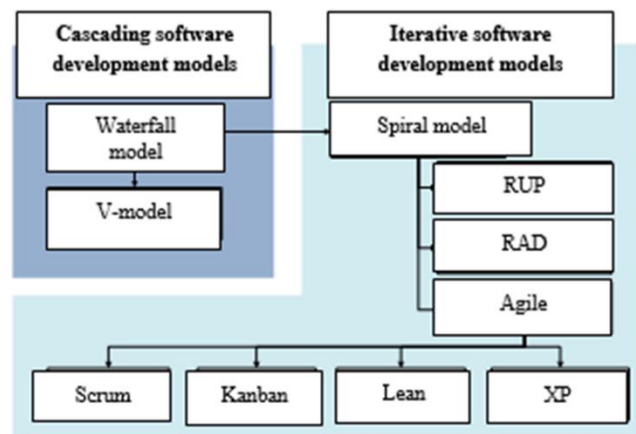 Cascading software
development models
Iterative software
development models
Waterfall
model
Spiral model
V-model
RUP
RAD
Agile
Scrum
Kanban
Lean
XP